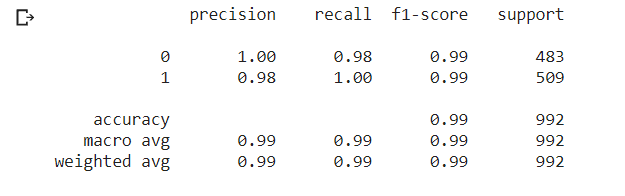 precision recall f1-score support
0 1.00 0.98 0.99 483
1 0.98 1.00 0.99 509
accuracy 0.99 992
macro avg 0.99 0.99 0.99 992
weighted avg 0.99 0.99 0.99 992